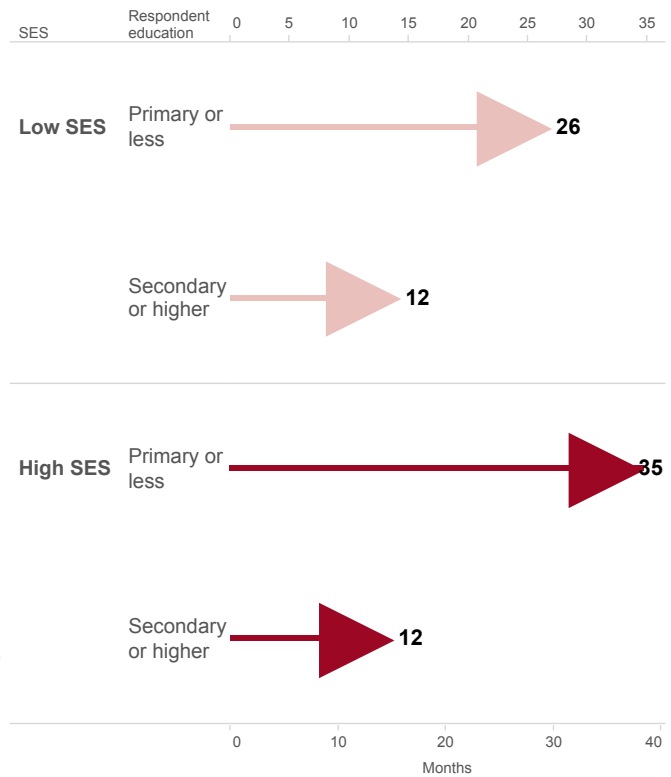 SES
Respondent
education
0 5 10 15 20 25 30 35
Low SES
Primary or
less
26
Secondary
or higher
12
High SES
Primary or
less
35
Secondary
or higher
12
0 10 20 30 40
Months